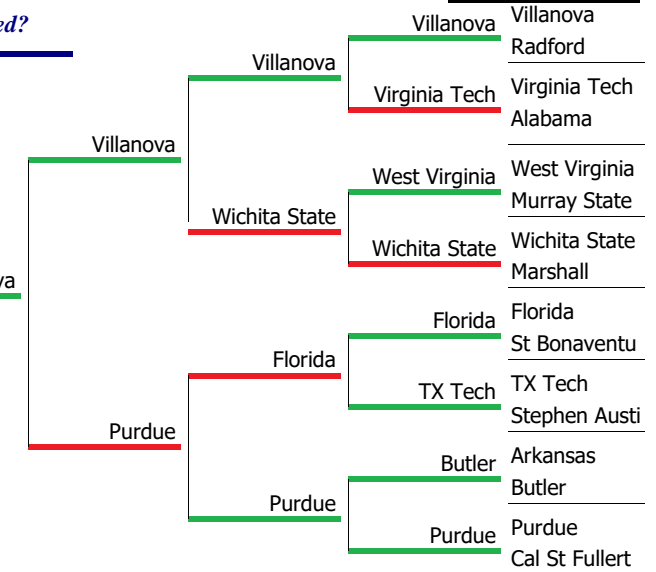 ed?
Villanova
Radford
Virginia Tech
Alabama
West Virginia
Murray State
Wichita State
Marshall
Florida
St Bonaventu
TX Tech
Stephen Austi
Arkansas
Butler
Purdue
Cal St Fullert
Villanova
Virginia Tech
West Virginia
Wichita State
Florida
TX Tech
Butler
Purdue
Villanova
Wichita State
Florida
Purdue
Villanova
Purdue
va